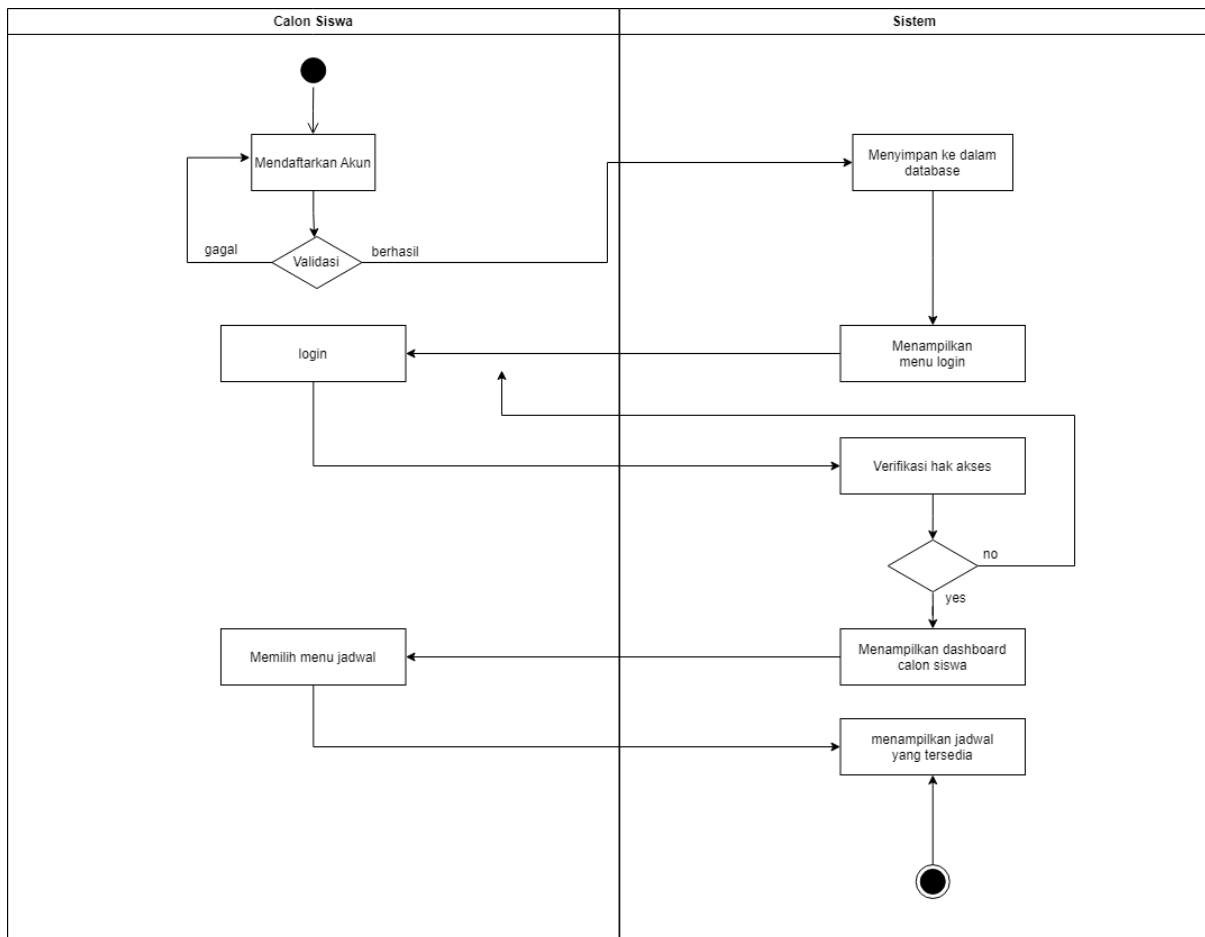 Calon Siswa
Sistem
Mendaftarkan Akun
Menyimpan ke dalam
database
gagal
Validasi
berhasil
login
Menampilkan
menu login
Verifikasi hak akses
no
yes
Memilih menu jadwal
Menampilkan dashboard
calon siswa
menampilkan jadwal
yang tersedia